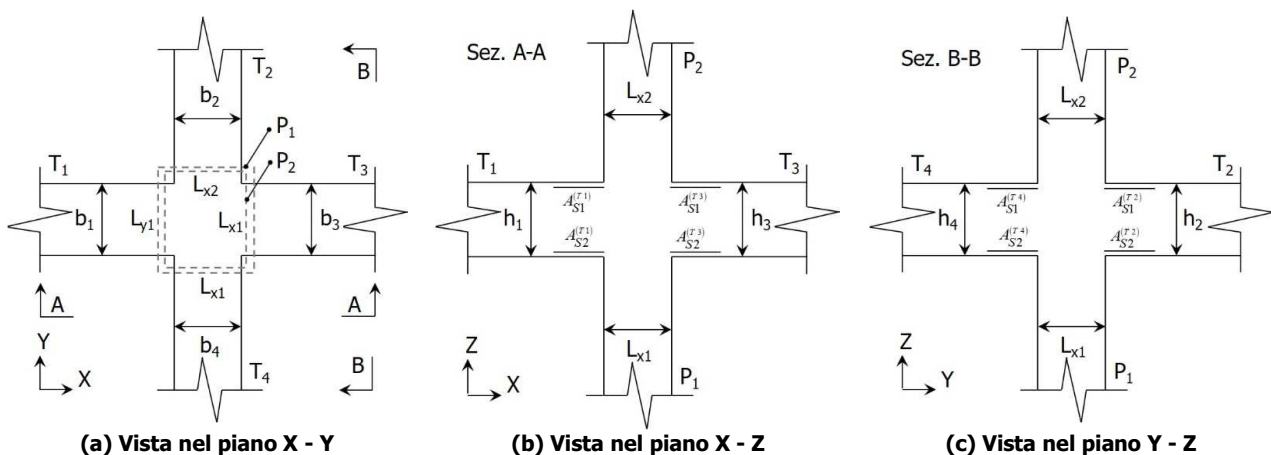 T₂
B
b₂
P₁
P₂
T₁
T₃
Lₓ₂
b₁
L_y1
Lₓ₁
b₃
Lₓ₁
A
A
b₄
Y
X
T₄
B
(a) Vista nel piano X - Y
Sez. A-A
P₂
Lₓ₂
T₁
T₃
A_S1^(T1)
A_S1^(T3)
h₁
h₃
A_S2^(T1)
A_S2^(T3)
Lₓ₁
Z
X
P₁
(b) Vista nel piano X - Z
Sez. B-B
P₂
Lₓ₂
T₄
T₂
A_S1^(T4)
A_S1^(T2)
h₄
h₂
A_S2^(T4)
A_S2^(T2)
Lₓ₁
Z
Y
P₁
(c) Vista nel piano Y - Z